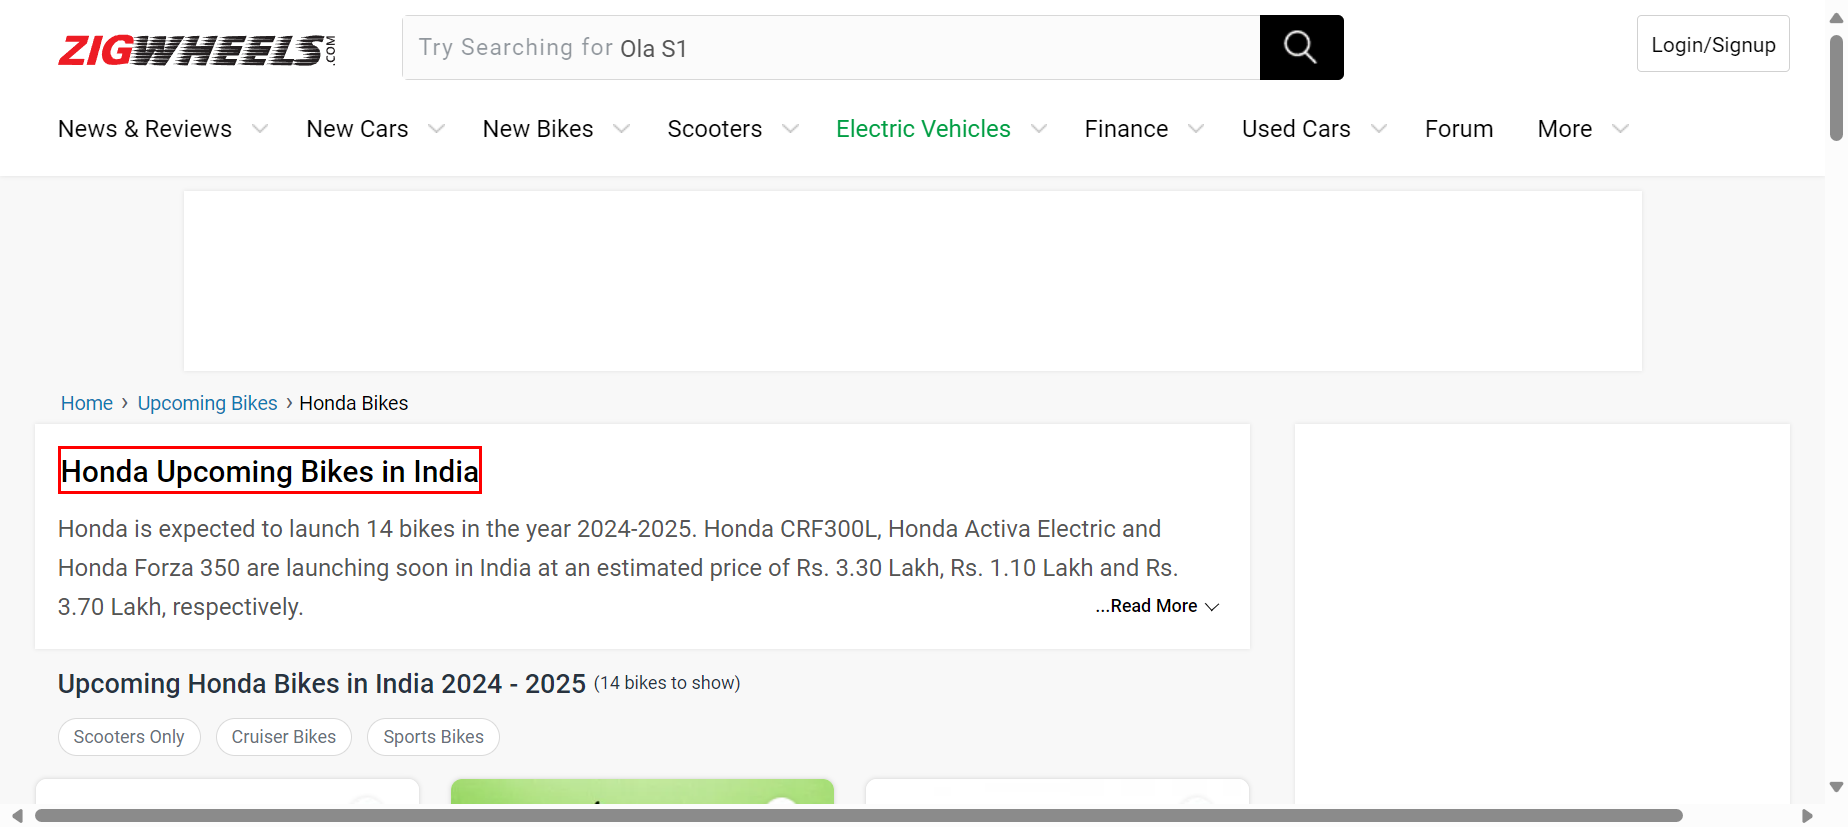 ZIGWHEELS.COM
Try Searching for Ola S1
Login/Signup
News & Reviews New Cars New Bikes Scooters Electric Vehicles Finance Used Cars Forum More
Home › Upcoming Bikes › Honda Bikes
Honda Upcoming Bikes in India
Honda is expected to launch 14 bikes in the year 2024-2025. Honda CRF300L, Honda Activa Electric and
Honda Forza 350 are launching soon in India at an estimated price of Rs. 3.30 Lakh, Rs. 1.10 Lakh and Rs.
3.70 Lakh, respectively.
...Read More
Upcoming Honda Bikes in India 2024 - 2025 (14 bikes to show)
Scooters Only Cruiser Bikes Sports Bikes